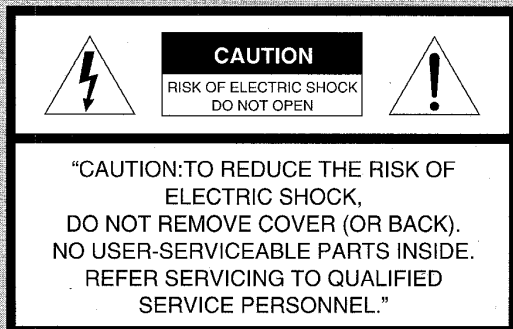 CAUTION
RISK OF ELECTRIC SHOCK
DO NOT OPEN
“CAUTION:TO REDUCE THE RISK OF
ELECTRIC SHOCK,
DO NOT REMOVE COVER (OR BACK).
NO USER-SERVICEABLE PARTS INSIDE.
REFER SERVICING TO QUALIFIED
SERVICE PERSONNEL.”